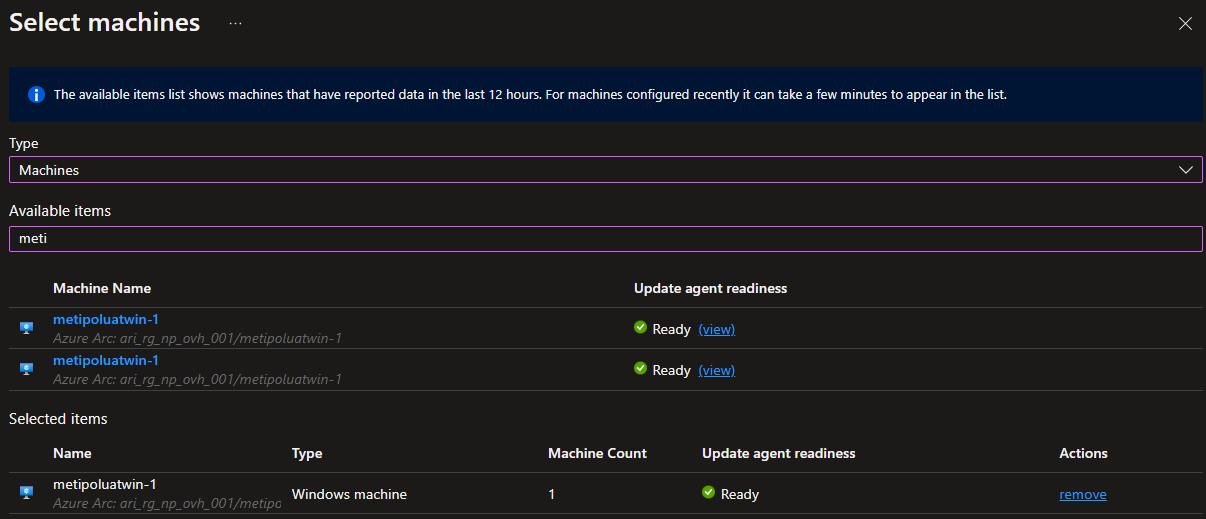 Select machines ...
The available items list shows machines that have reported data in the last 12 hours. For machines configured recently it can take a few minutes to appear in the list.
Type
Machines
Available items
meti
Machine Name Update agent readiness
metipoluatwin-1
Azure Arc: ari_rg_np_ovh_001/metipoluatwin-1
Ready (view)
metipoluatwin-1
Azure Arc: ari_rg_np_ovh_001/metipoluatwin-1
Ready (view)
Selected items
Name Type Machine Count Update agent readiness Actions
metipoluatwin-1
Azure Arc: ari_rg_np_ovh_001/metipo
Windows machine 1 Ready remove